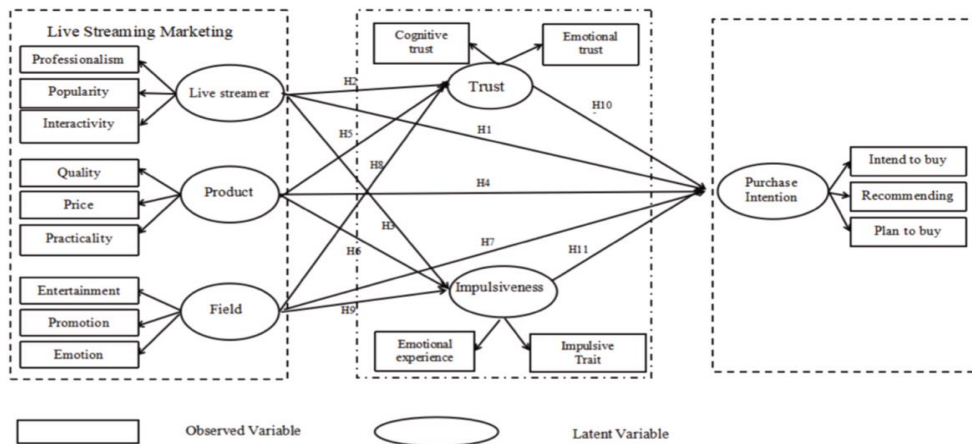 Live Streaming Marketing
Professionalism
Popularity
Interactivity
Live streamer
Quality
Price
Practicality
Product
Entertainment
Promotion
Emotion
Field
Cognitive
trust
Emotional
trust
Trust
H2
H10
H1
H5
H8
H4
H3
H6
H7
H11
H9
Impulsiveness
Emotional
experience
Impulsive
Trait
Purchase
Intention
Intend to buy
Recommending
Plan to buy
Observed Variable
Latent Variable